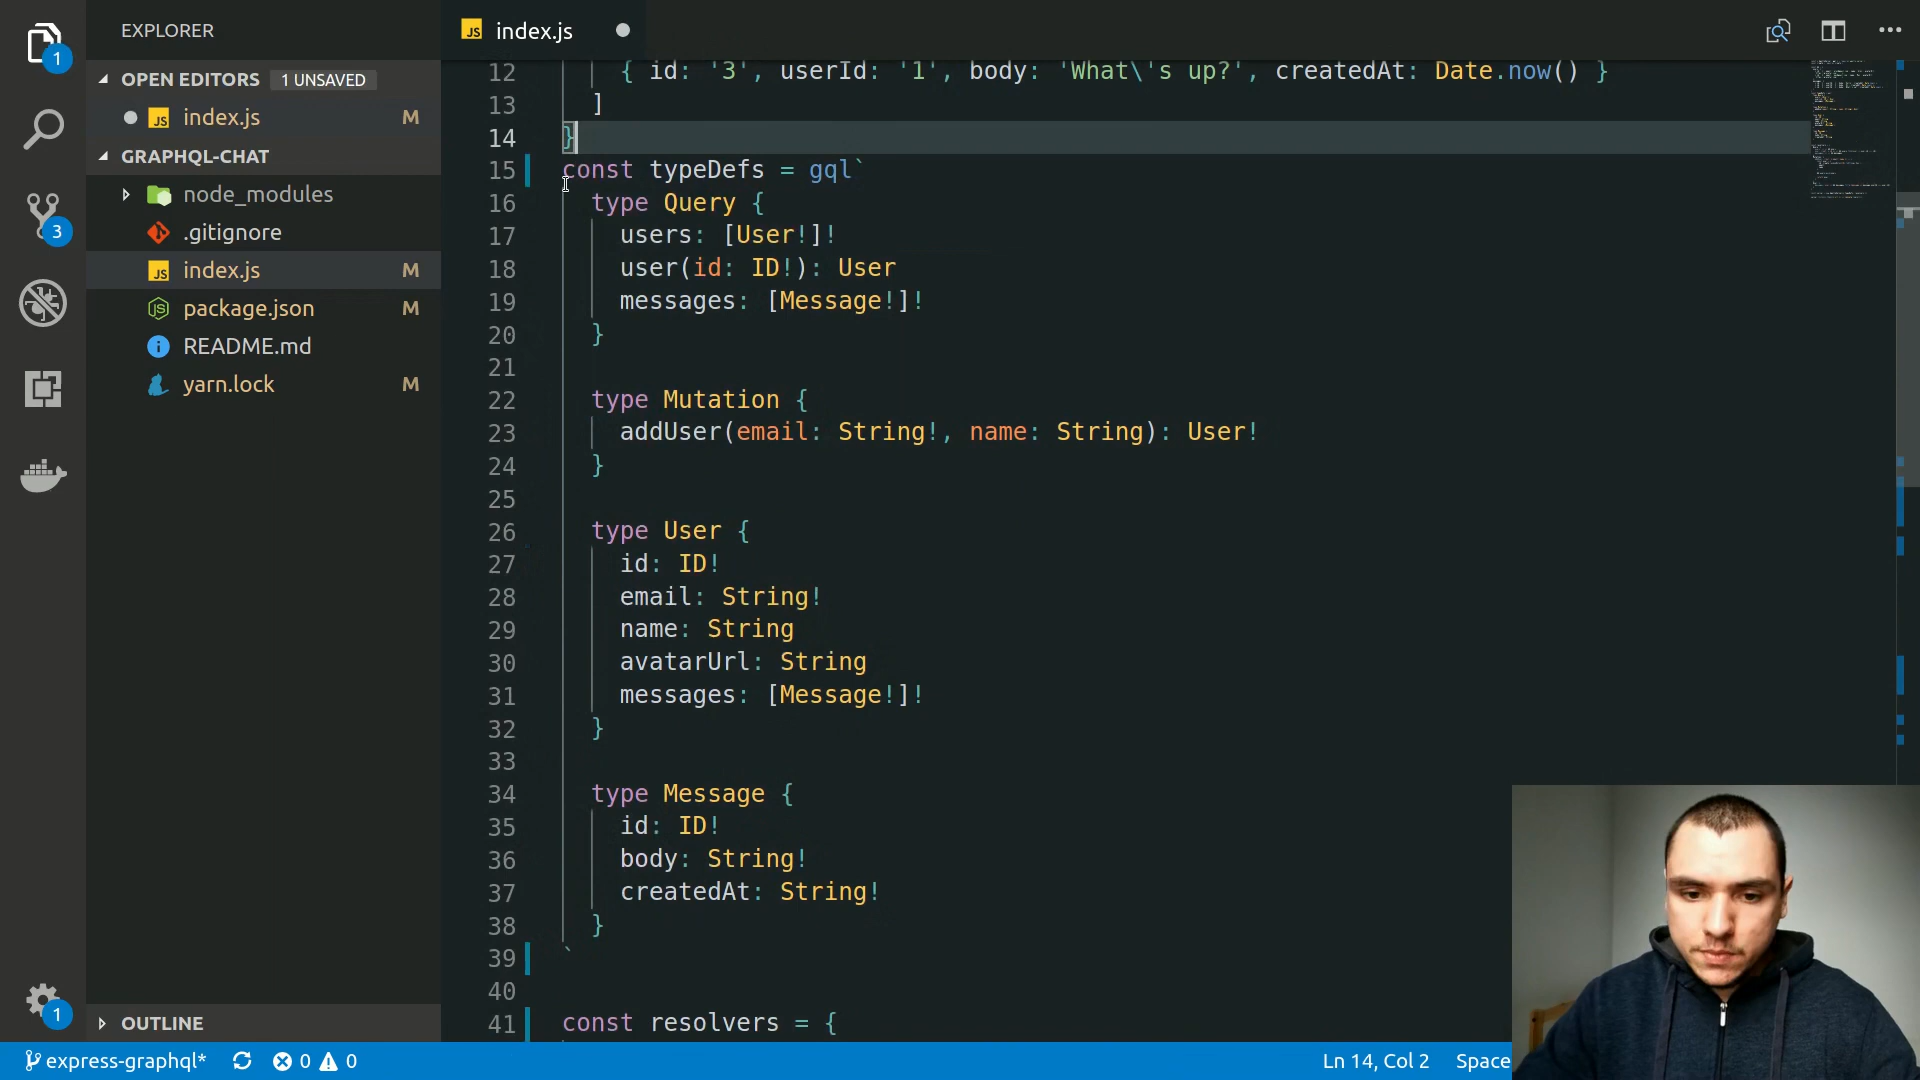 EXPLORER
OPEN EDITORS 1 UNSAVED
JS index.js M
GRAPHQL-CHAT
node_modules
.gitignore
JS index.js M
package.json M
README.md
yarn.lock M
OUTLINE
1
3
1
JS index.js
12 { id: '3', userId: '1', body: 'What\'s up?', createdAt: Date.now() }
13 ]
14 }
15 const typeDefs = gql`
16 type Query {
17 users: [User!]!
18 user(id: ID!): User
19 messages: [Message!]!
20 }
21
22 type Mutation {
23 addUser(email: String!, name: String): User!
24 }
25
26 type User {
27 id: ID!
28 email: String!
29 name: String
30 avatarUrl: String
31 messages: [Message!]!
32 }
33
34 type Message {
35 id: ID!
36 body: String!
37 createdAt: String!
38 }
39 `
40
41 const resolvers = {
express-graphql* 0 0 Ln 14, Col 2 Space